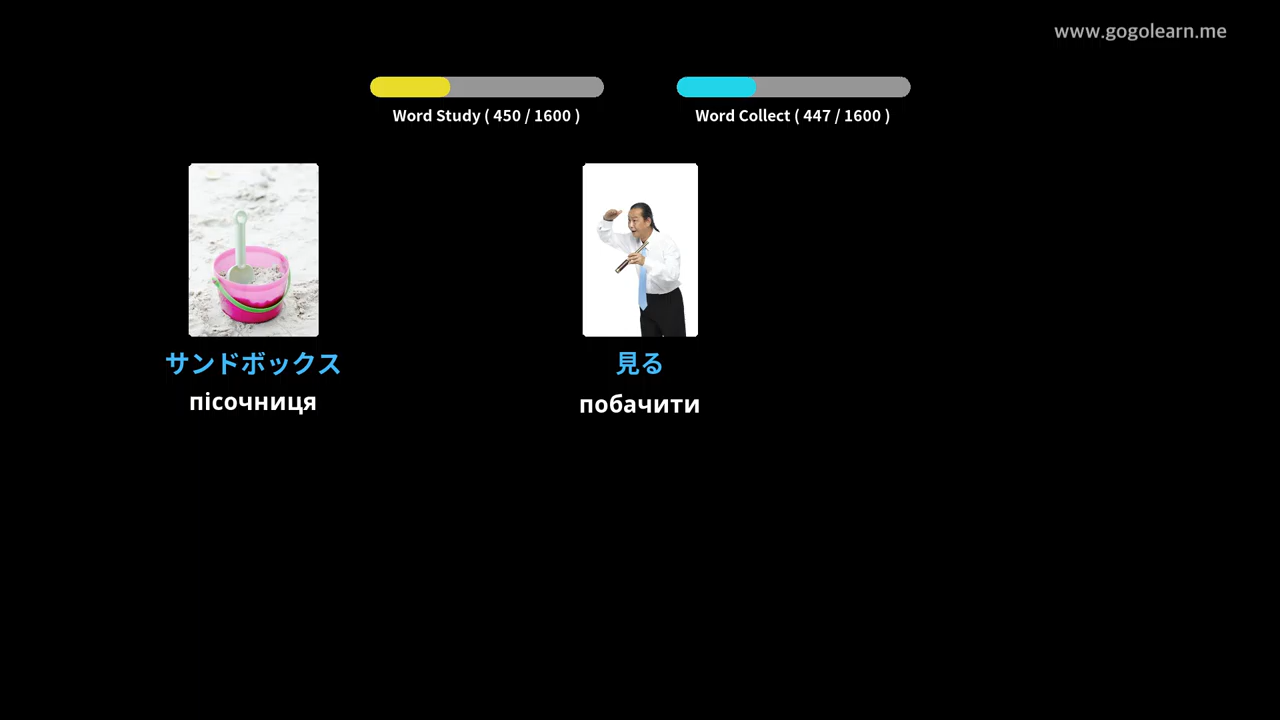 www.gogolearn.me
Word Study ( 450 / 1600 )
Word Collect ( 447 / 1600 )
サンドボックス
пісочниця
見る
побачити